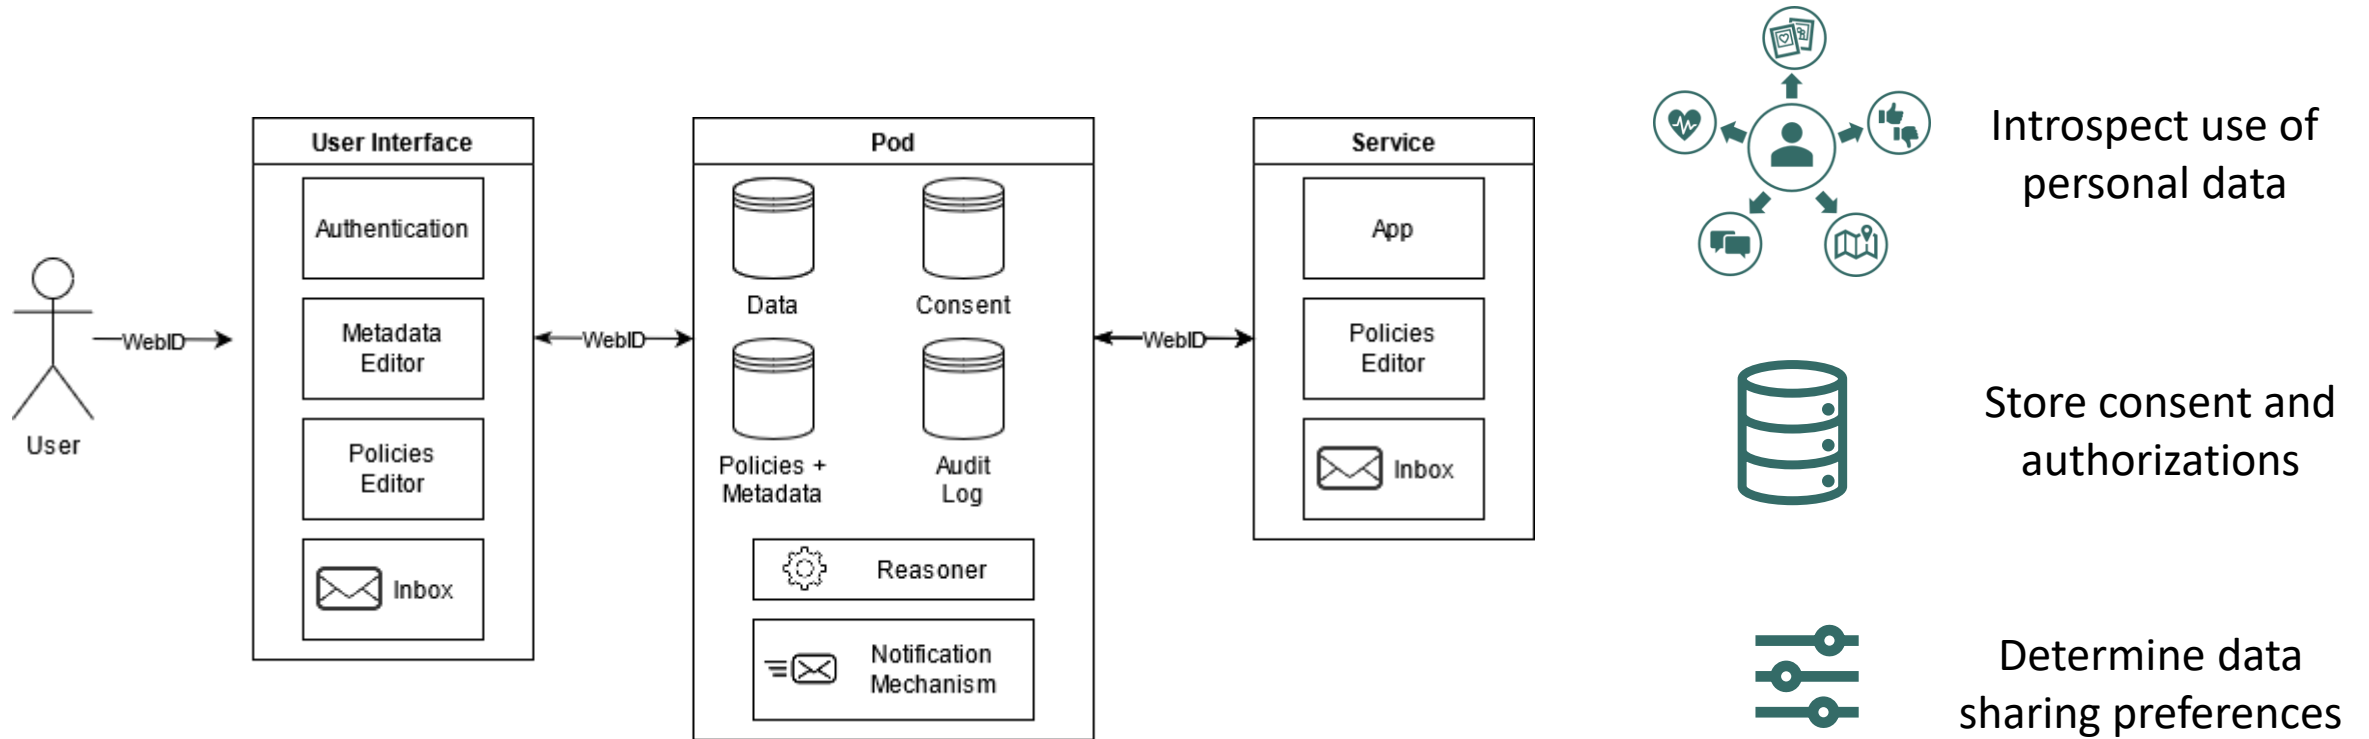 User
WebID
User Interface
Authentication
Metadada
Editor
Policies
Editor
Inbox
WebID
Pod
Data
Consent
Policies +
Metadata
Audit
Log
Reasoner
Notification
Mechanism
WebID
Service
App
Policies
Editor
Inbox
Introspect use of
personal data
Store consent and
authorizations
Determine data
sharing preferences